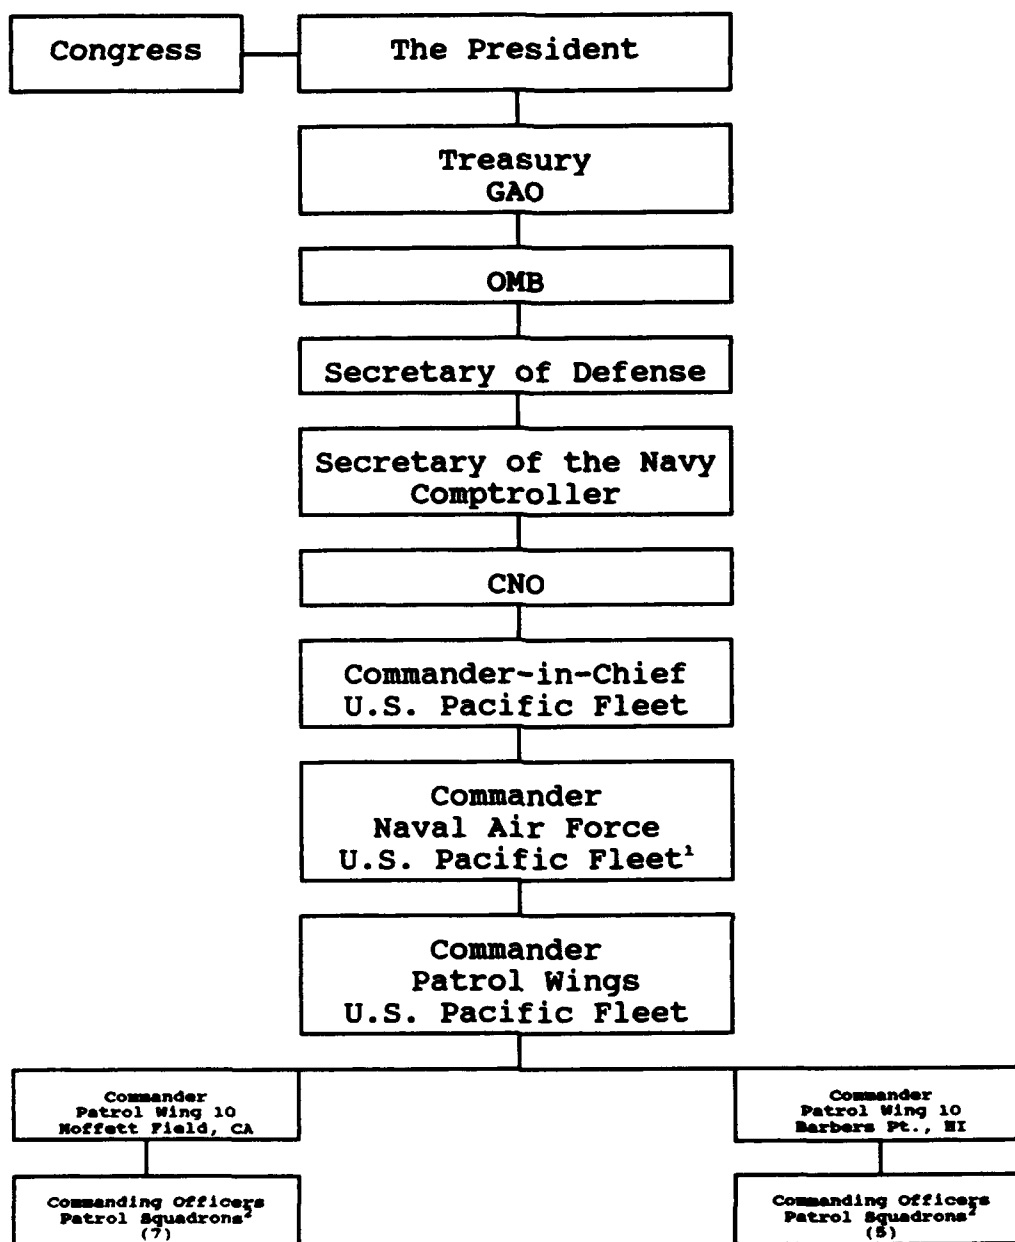 Congress
The President
Treasury
GAO
OMB
Secretary of Defense
Secretary of the Navy
Comptroller
CNO
Commander-in-Chief
U.S. Pacific Fleet
Commander
Naval Air Force
U.S. Pacific Fleet¹
Commander
Patrol Wings
U.S. Pacific Fleet
Commander
Patrol Wing 10
Moffett Field, CA
Commander
Patrol Wing 10
Barbers Pt., HI
Commanding Officers
Patrol Squadrons²
(7)
Commanding Officers
Patrol Squadrons²
(5)